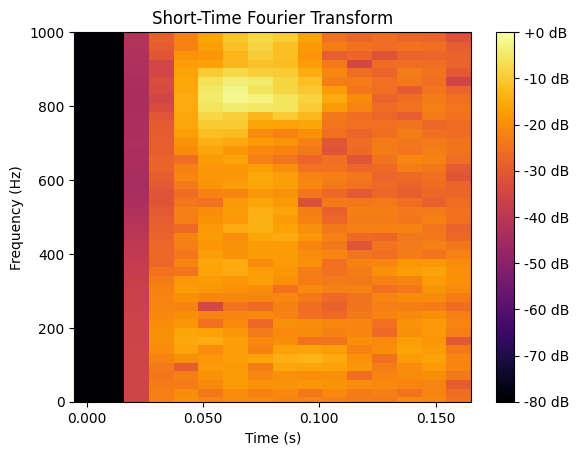 Short-Time Fourier Transform
1000
800
600
400
200
0
Frequency (Hz)
0.000
0.050
0.100
0.150
Time (s)
+0 dB
-10 dB
-20 dB
-30 dB
-40 dB
-50 dB
-60 dB
-70 dB
-80 dB